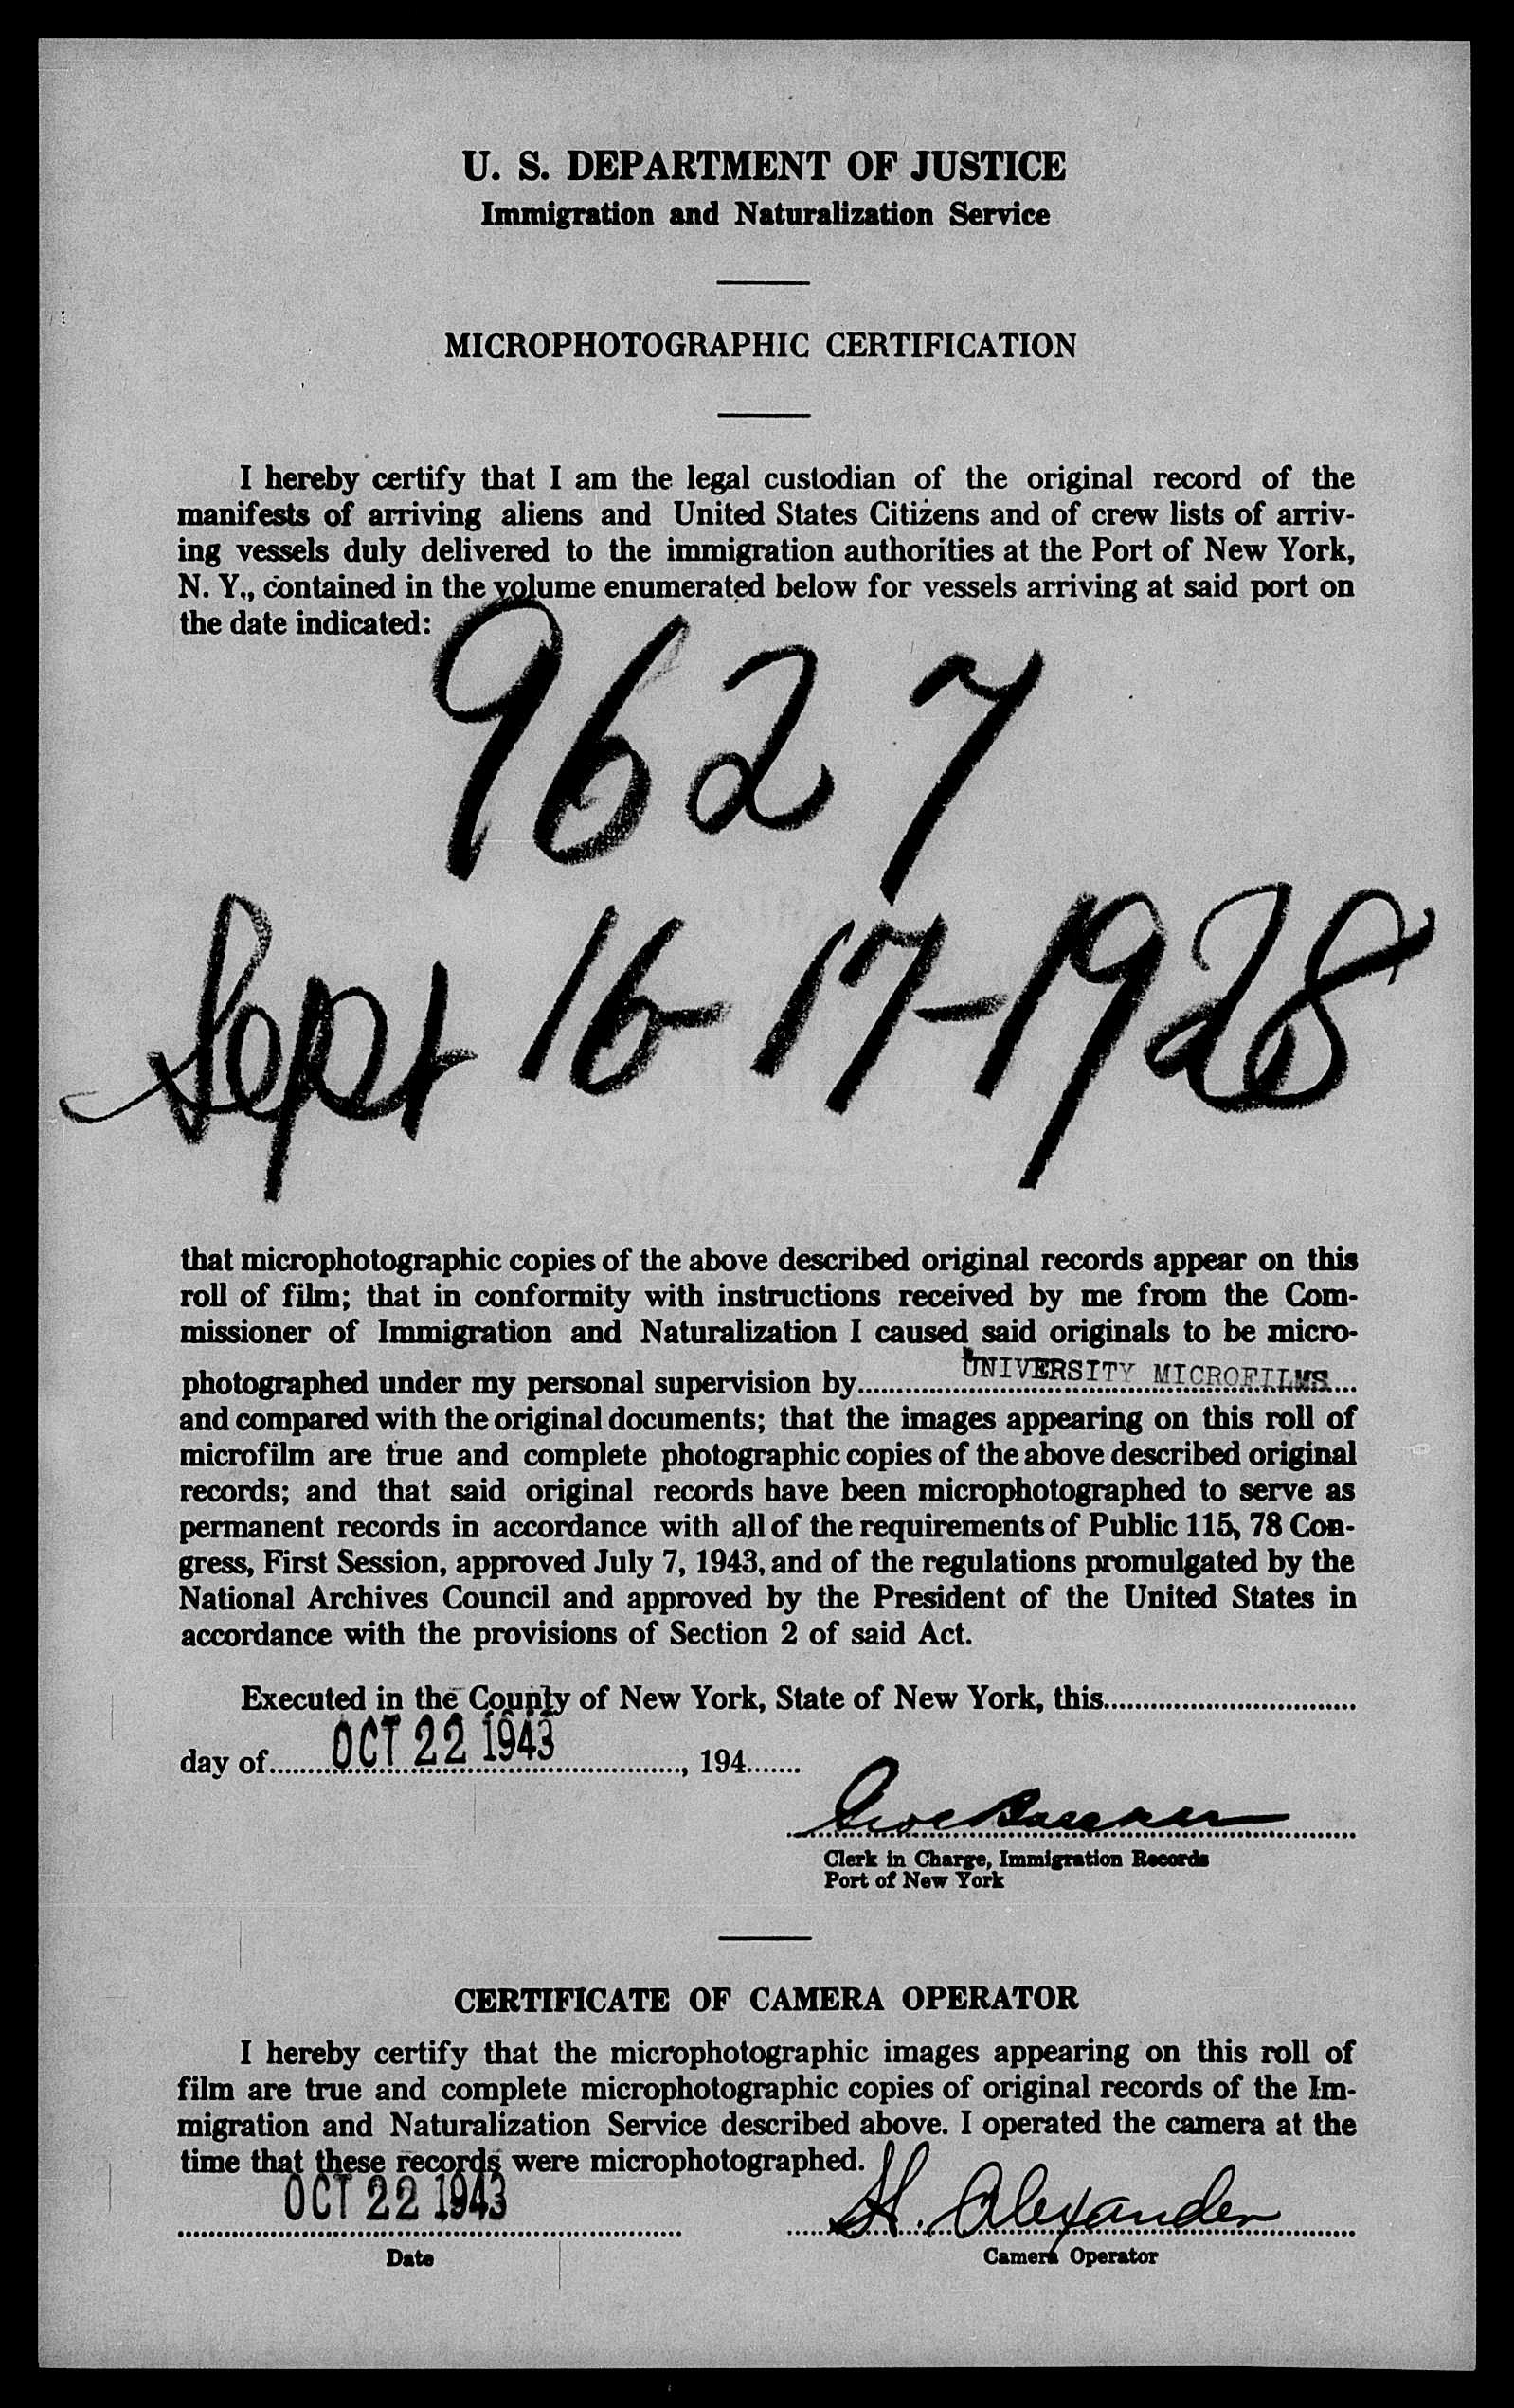 U. S. DEPARTMENT OF JUSTICE
Immigration and Naturalization Service
MICROPHOTOGRAPHIC CERTIFICATION
I hereby certify that I am the legal custodian of the original record of the
manifests of arriving aliens and United States Citizens and of crew lists of arriv-
ing vessels duly delivered to the immigration authorities at the Port of New York,
N. Y., contained in the volume enumerated below for vessels arriving at said port on
the date indicated:
9627
Sept 16-17-1928
that microphotographic copies of the above described original records appear on this
roll of film; that in conformity with instructions received by me from the Com-
missioner of Immigration and Naturalization I caused said originals to be micro-
photographed under my personal supervision by UNIVERSITY MICROFILMS
and compared with the original documents; that the images appearing on this roll of
microfilm are true and complete photographic copies of the above described original
records; and that said original records have been microphotographed to serve as
permanent records in accordance with all of the requirements of Public 115, 78 Con-
gress, First Session, approved July 7, 1943, and of the regulations promulgated by the
National Archives Council and approved by the President of the United States in
accordance with the provisions of Section 2 of said Act.
Executed in the County of New York, State of New York, this
day of OCT 22 1943, 194
Clerk in Charge, Immigration Records
Port of New York
CERTIFICATE OF CAMERA OPERATOR
I hereby certify that the microphotographic images appearing on this roll of
film are true and complete microphotographic copies of original records of the Im-
migration and Naturalization Service described above. I operated the camera at the
time that these records were microphotographed.
OCT 22 1943 H. Alexander
Date Camera Operator